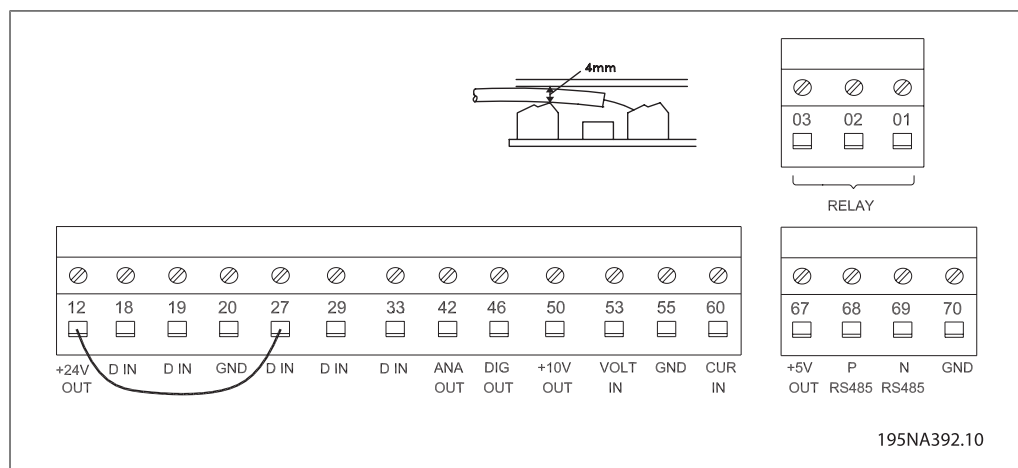 4mm
03 02 01
RELAY
12 18 19 20 27 29 33 42 46 50 53 55 60
+24V D IN D IN GND D IN D IN D IN ANA DIG +10V VOLT GND CUR
OUT OUT OUT OUT IN IN
67 68 69 70
+5V P N GND
OUT RS485 RS485
195NA392.10